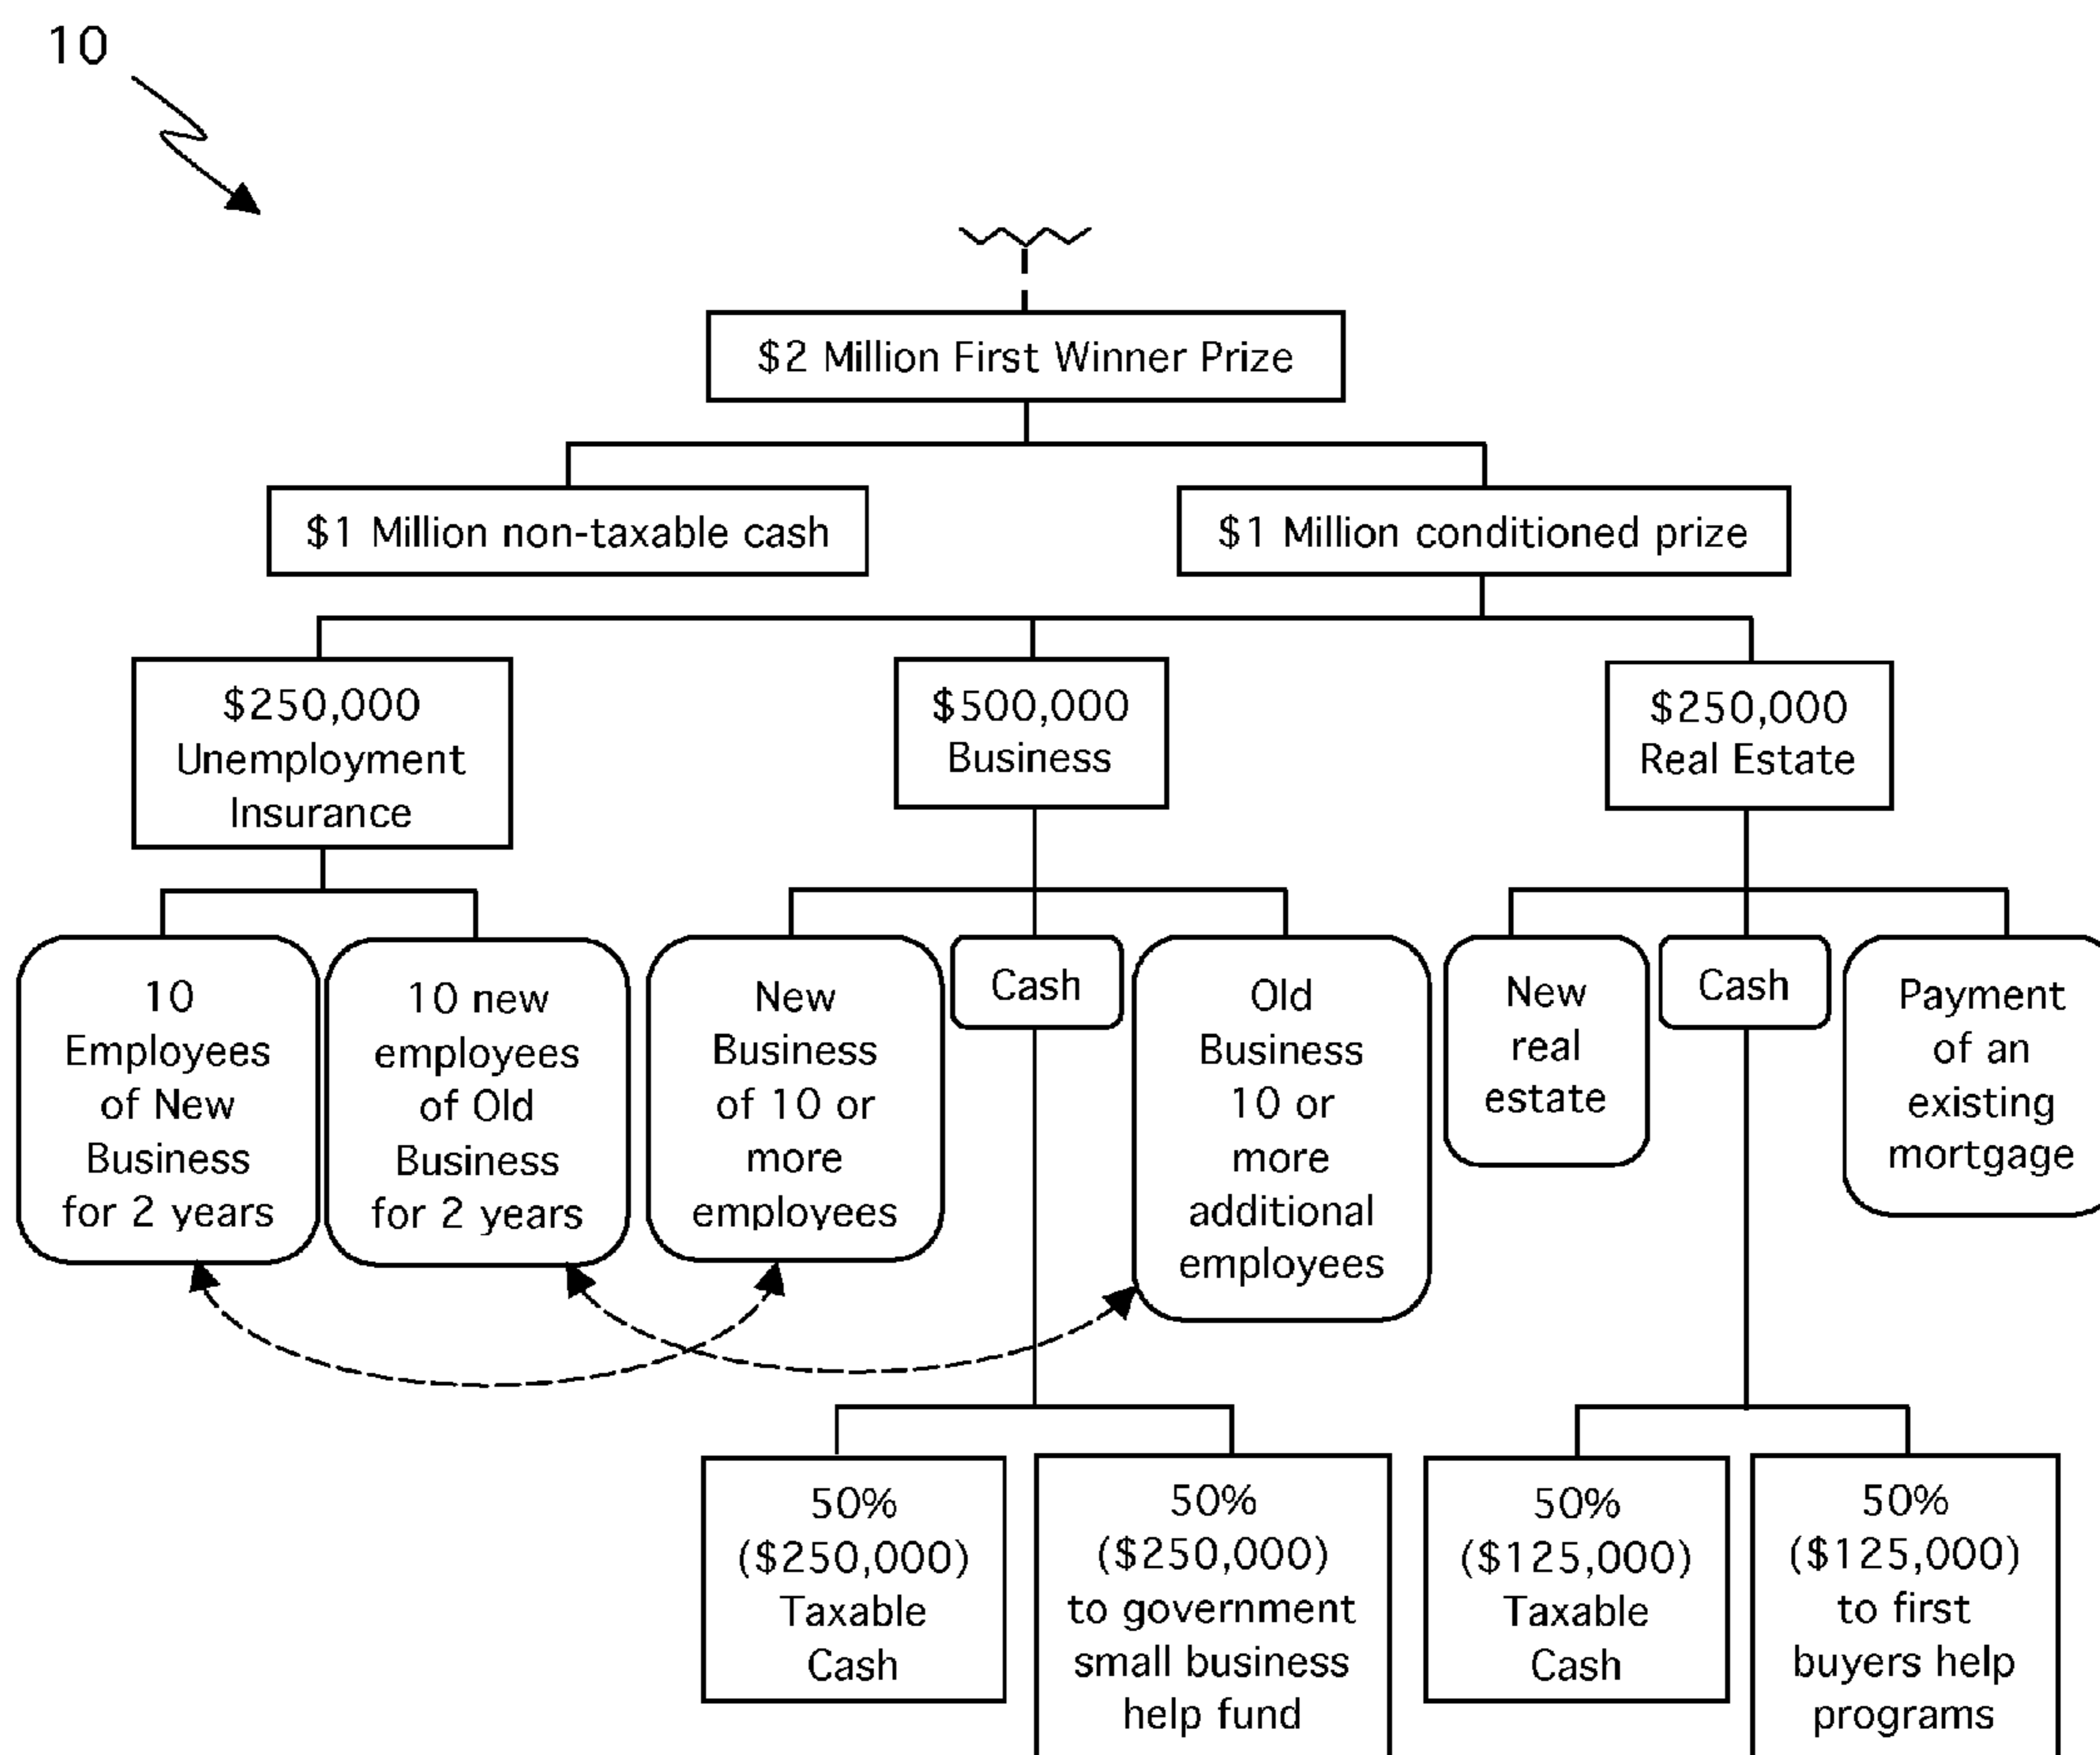 10
$2 Million First Winner Prize
$1 Million non-taxable cash
$1 Million conditioned prize
$250,000
Unemployment
Insurance
$500,000
Business
$250,000
Real Estate
10
Employees
of New
Business
for 2 years
10 new
employees
of Old
Business
for 2 years
New
Business
of 10 or
more
employees
Cash
Old
Business
10 or
more
additional
employees
New
real
estate
Cash
Payment
of an
existing
mortgage
50%
($250,000)
Taxable
Cash
50%
($250,000)
to government
small business
help fund
50%
($125,000)
Taxable
Cash
50%
($125,000)
to first
buyers help
programs